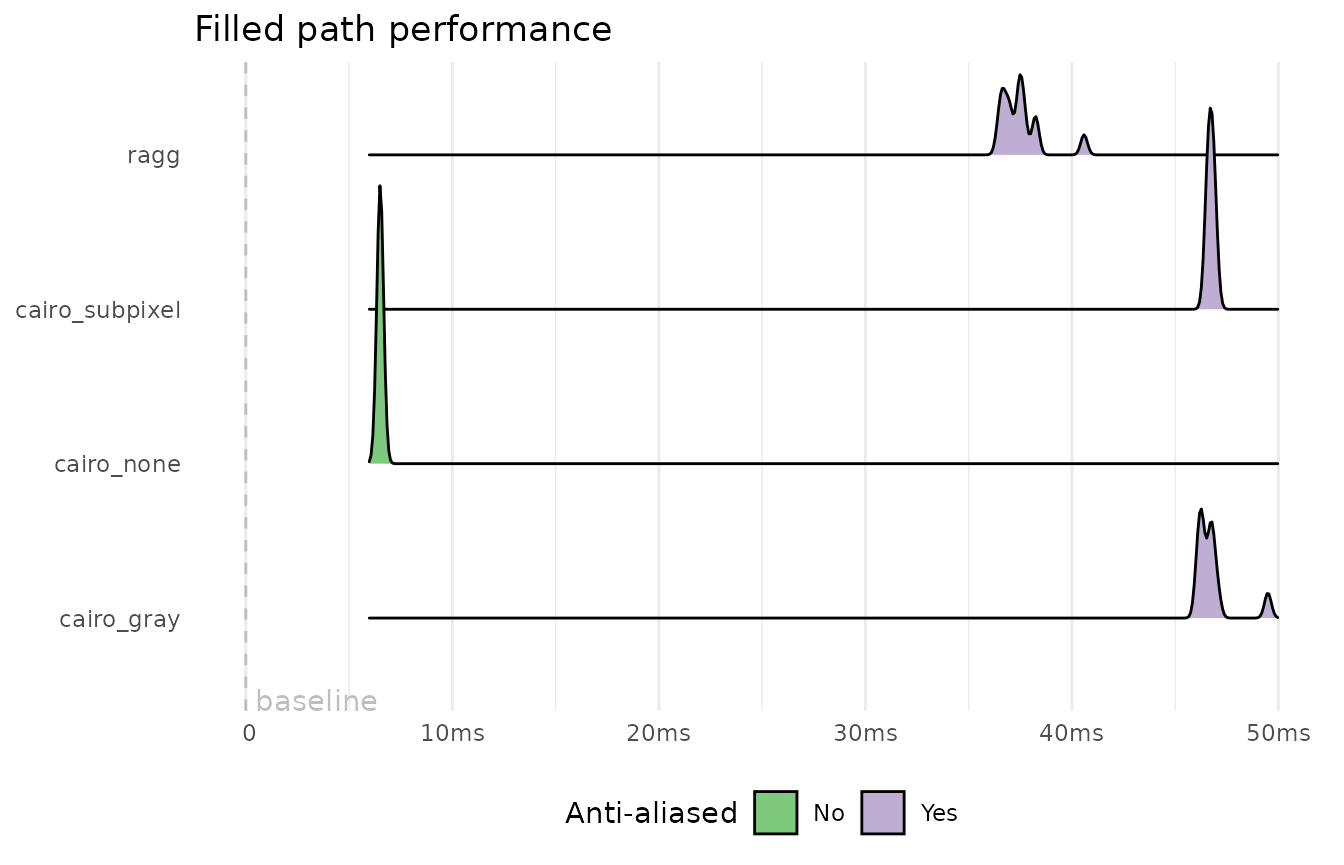 Filled path performance
ragg
cairo_subpixel
cairo_none
cairo_gray
baseline
0 10ms 20ms 30ms 40ms 50ms
Anti-aliased No Yes